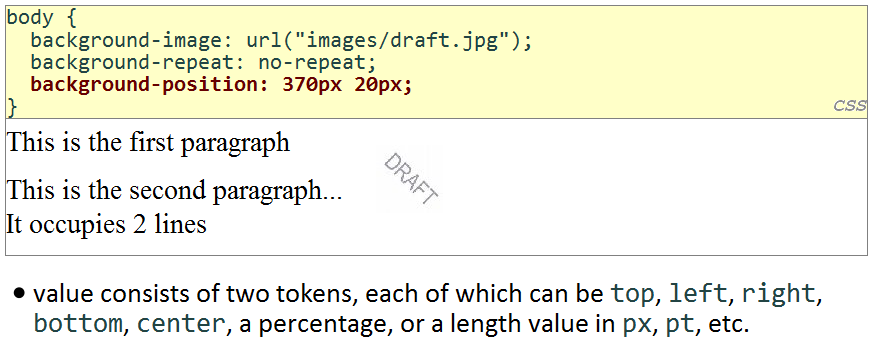 body {
  background-image: url("images/draft.jpg");
  background-repeat: no-repeat;
  background-position: 370px 20px;
}
CSS
This is the first paragraph
DRAFT
This is the second paragraph...
It occupies 2 lines
• value consists of two tokens, each of which can be top, left, right,
bottom, center, a percentage, or a length value in px, pt, etc.